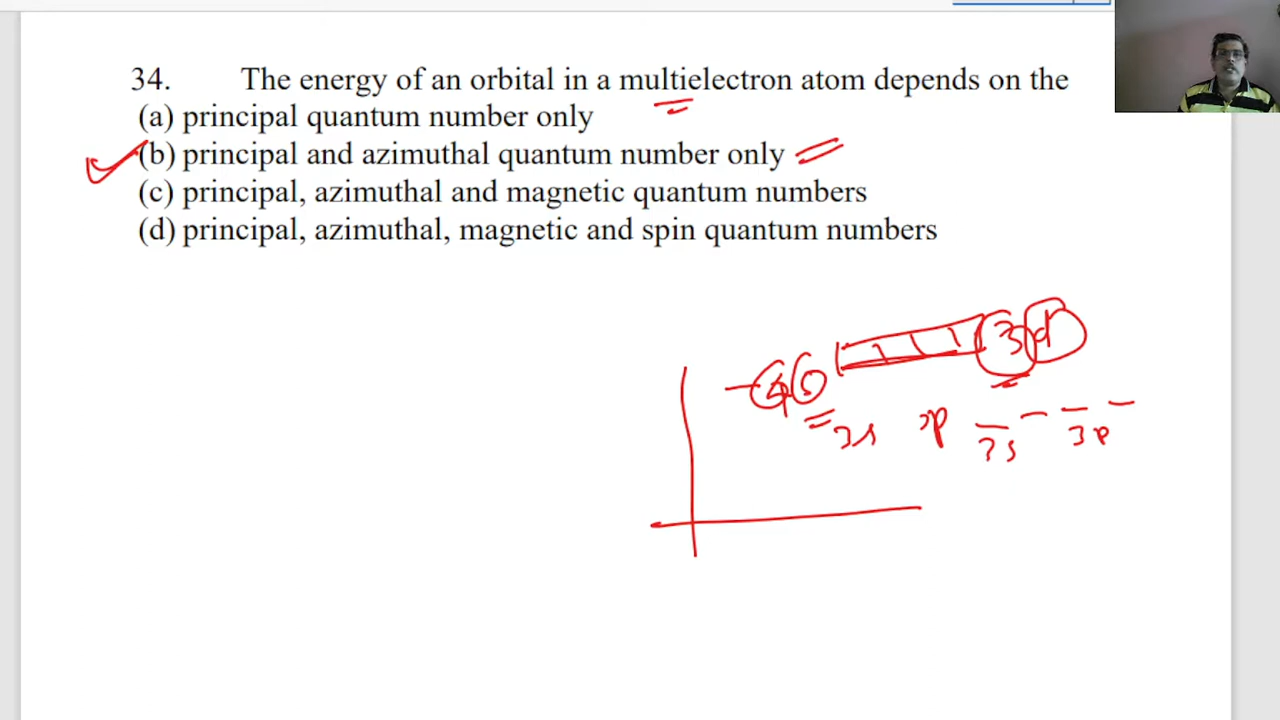 34. The energy of an orbital in a multielectron atom depends on the
(a) principal quantum number only
(b) principal and azimuthal quantum number only
(c) principal, azimuthal and magnetic quantum numbers
(d) principal, azimuthal, magnetic and spin quantum numbers
4s 3d
3s 3p 3s 3p